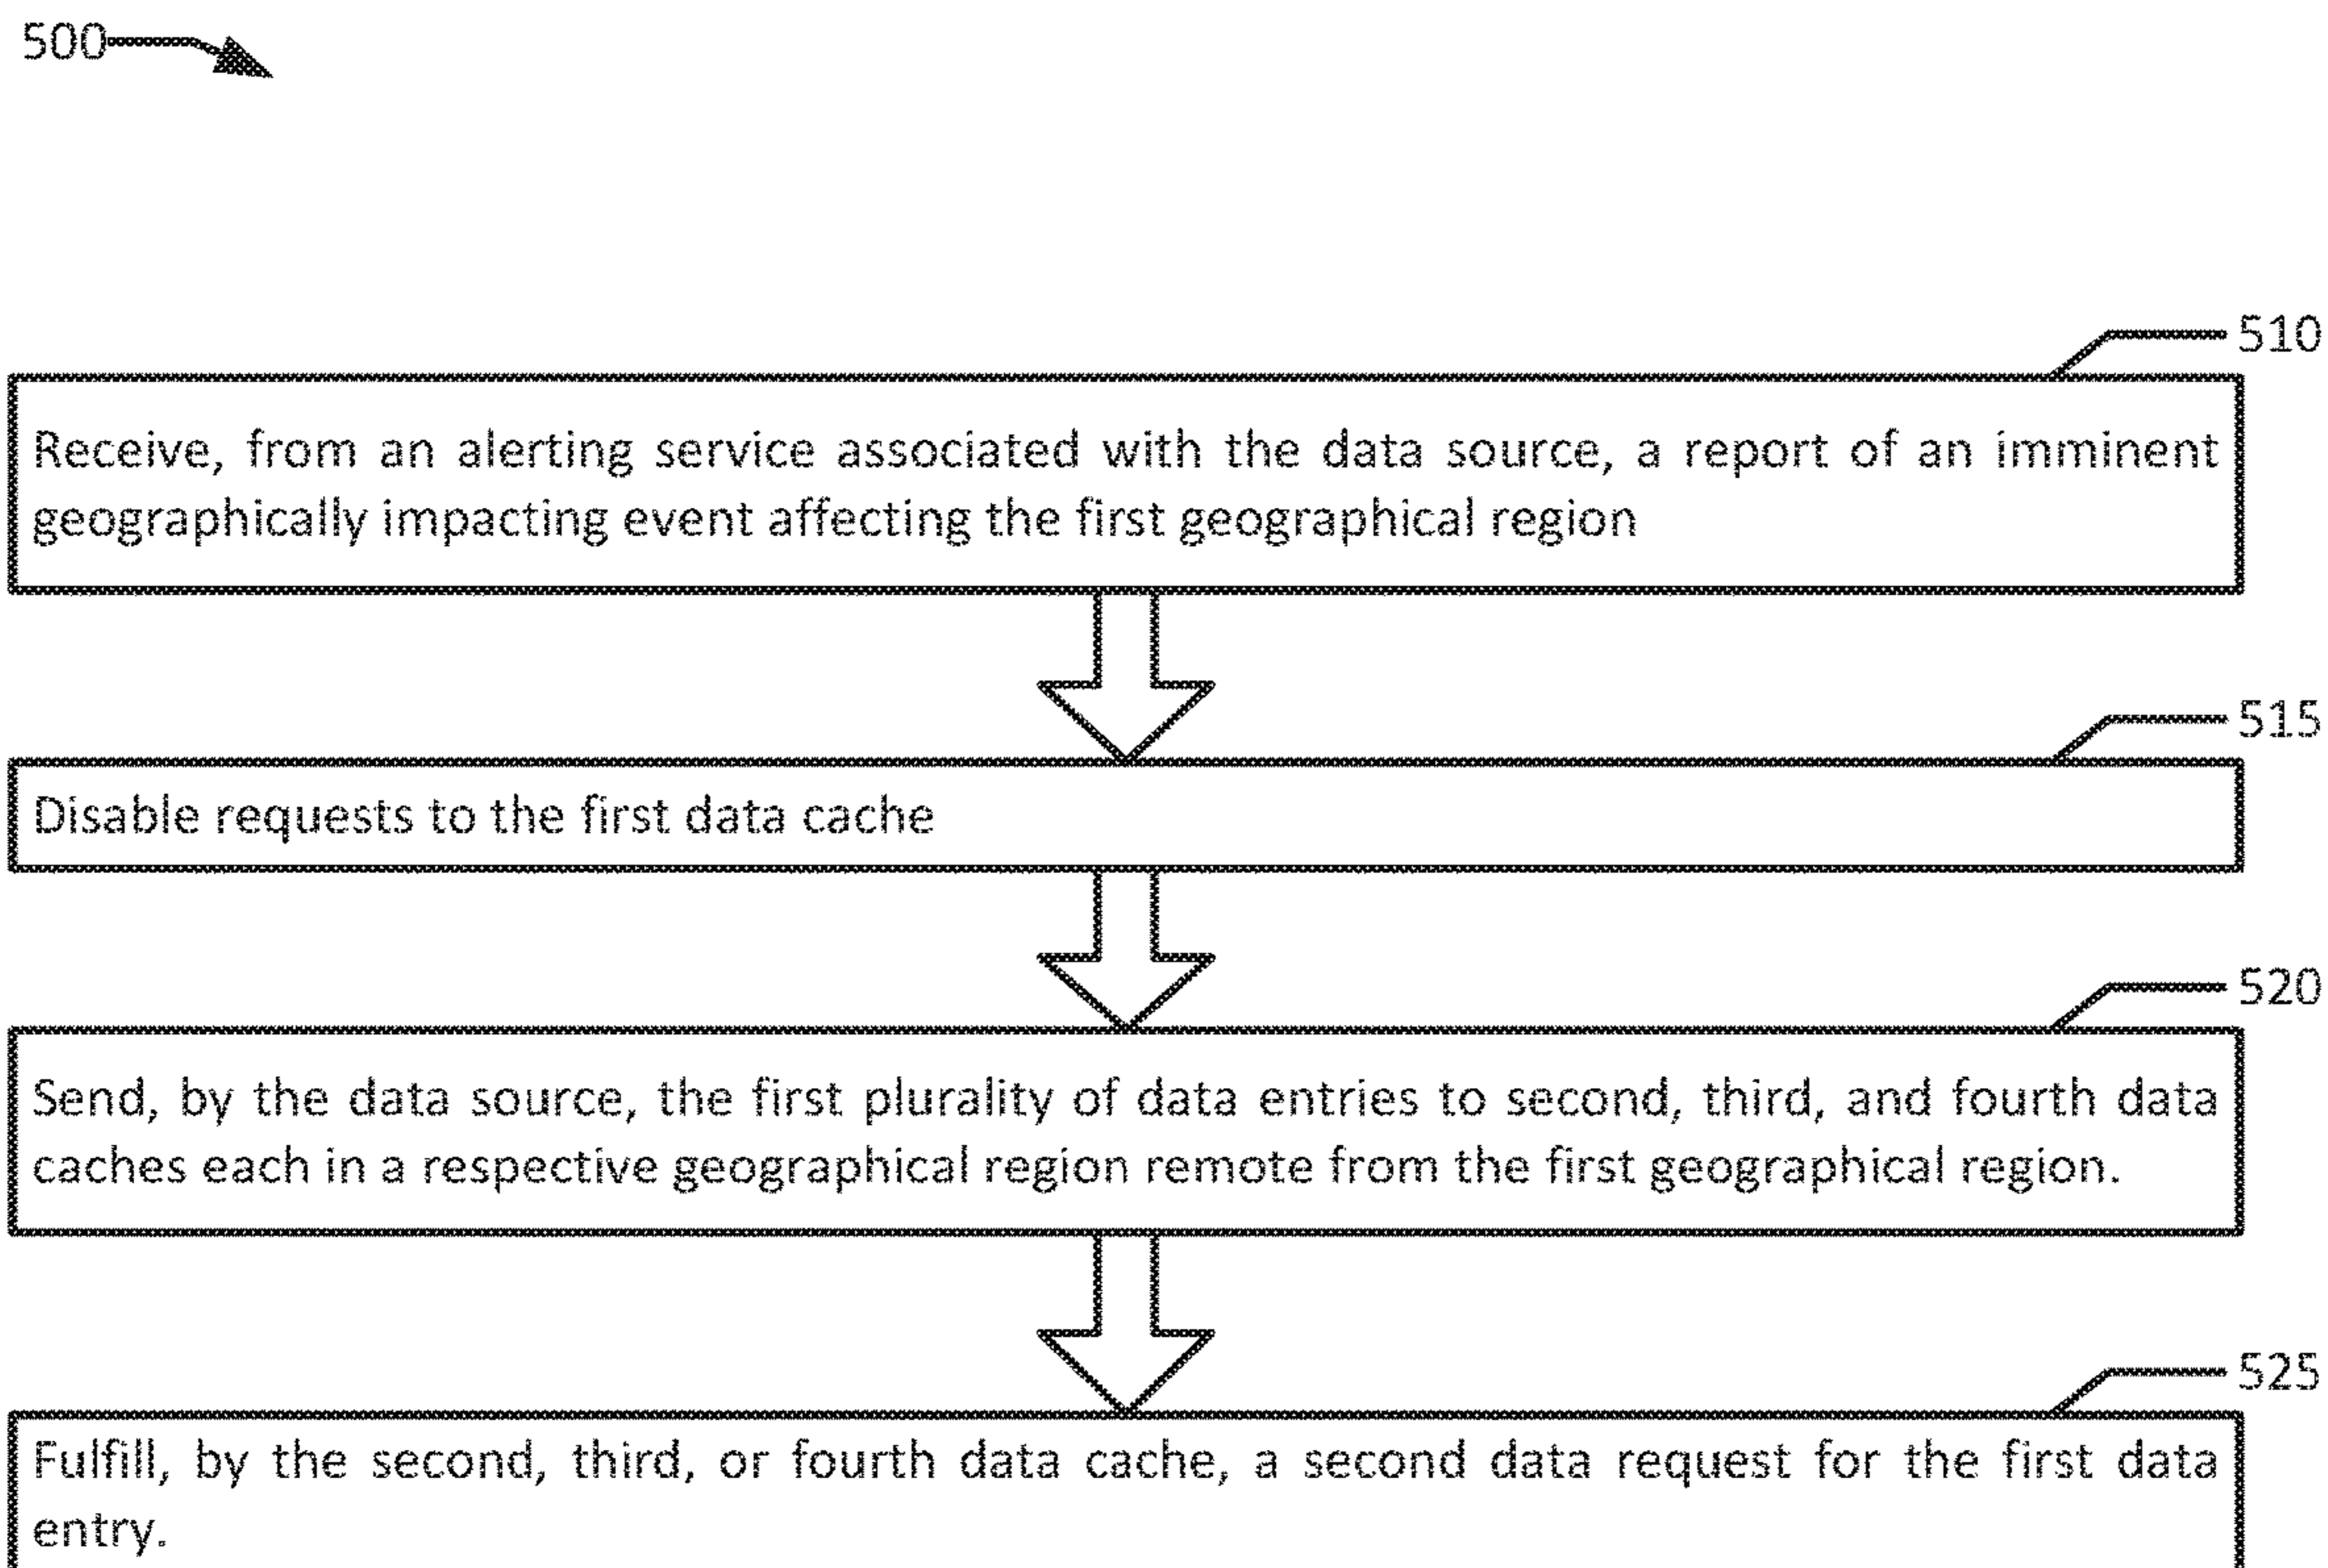 500
510
Receive, from an alerting service associated with the data source, a report of an imminent
geographically impacting event affecting the first geographical region
515
Disable requests to the first data cache
520
Send, by the data source, the first plurality of data entries to second, third, and fourth data
caches each in a respective geographical region remote from the first geographical region.
525
Fulfill, by the second, third, or fourth data cache, a second data request for the first data
entry.